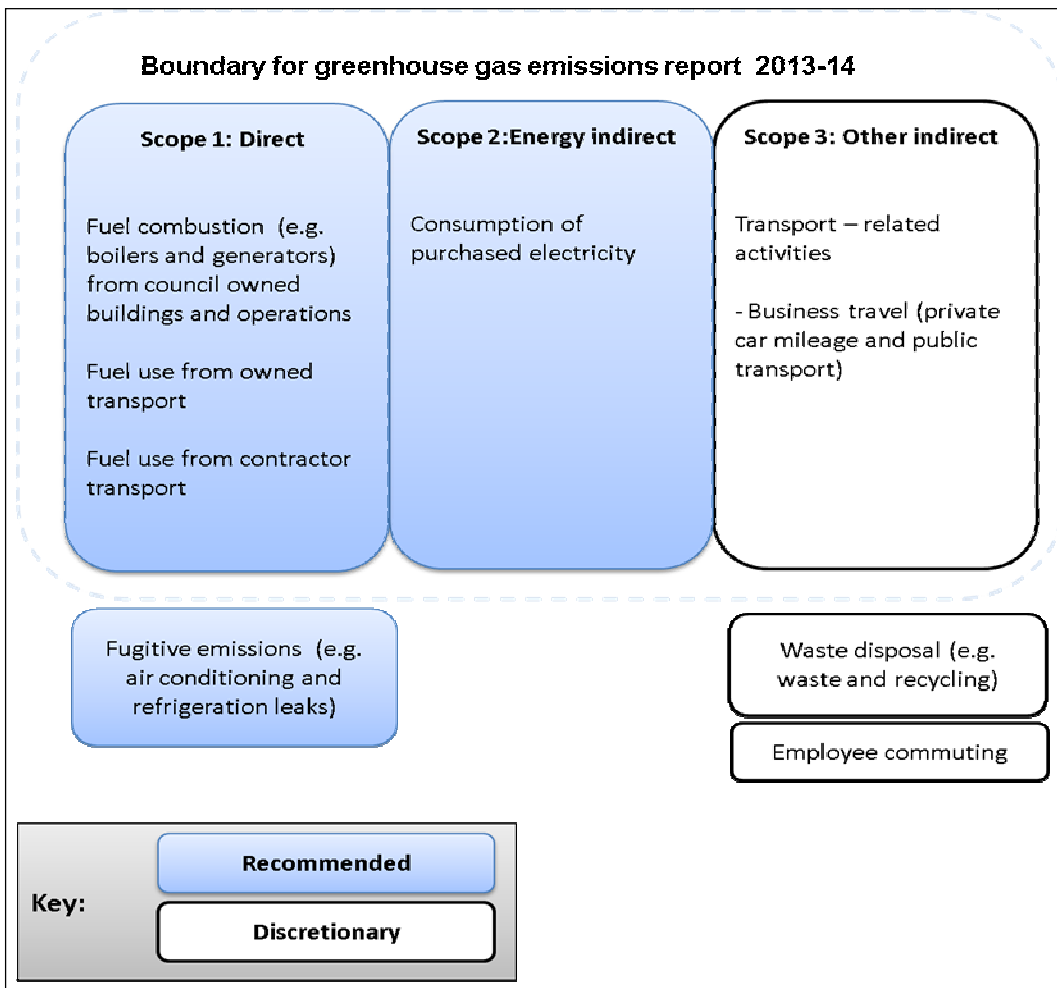 Boundary for greenhouse gas emissions report 2013-14
Scope 1: Direct
Fuel combustion (e.g.
boilers and generators)
from council owned
buildings and operations
Fuel use from owned
transport
Fuel use from contractor
transport
Scope 2:Energy indirect
Consumption of
purchased electricity
Scope 3: Other indirect
Transport – related
activities
- Business travel (private
car mileage and public
transport)
Fugitive emissions (e.g.
air conditioning and
refrigeration leaks)
Waste disposal (e.g.
waste and recycling)
Employee commuting
Key:
Recommended
Discretionary